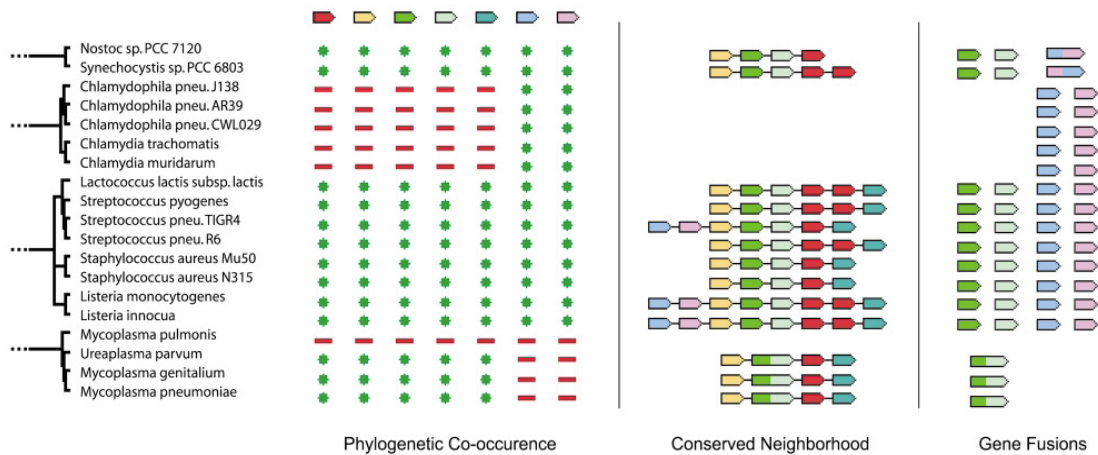 Nostoc sp. PCC 7120
Synechocystis sp. PCC 6803
Chlamydophila pneu. J138
Chlamydophila pneu. AR39
Chlamydophila pneu. CWL029
Chlamydia trachomatis
Chlamydia muridarum
Lactococcus lactis subsp. lactis
Streptococcus pyogenes
Streptococcus pneu. TIGR4
Streptococcus pneu. R6
Staphylococcus aureus Mu50
Staphylococcus aureus N315
Listeria monocytogenes
Listeria innocua
Mycoplasma pulmonis
Ureaplasma parvum
Mycoplasma genitalium
Mycoplasma pneumoniae
Phylogenetic Co-occurence
Conserved Neighborhood
Gene Fusions